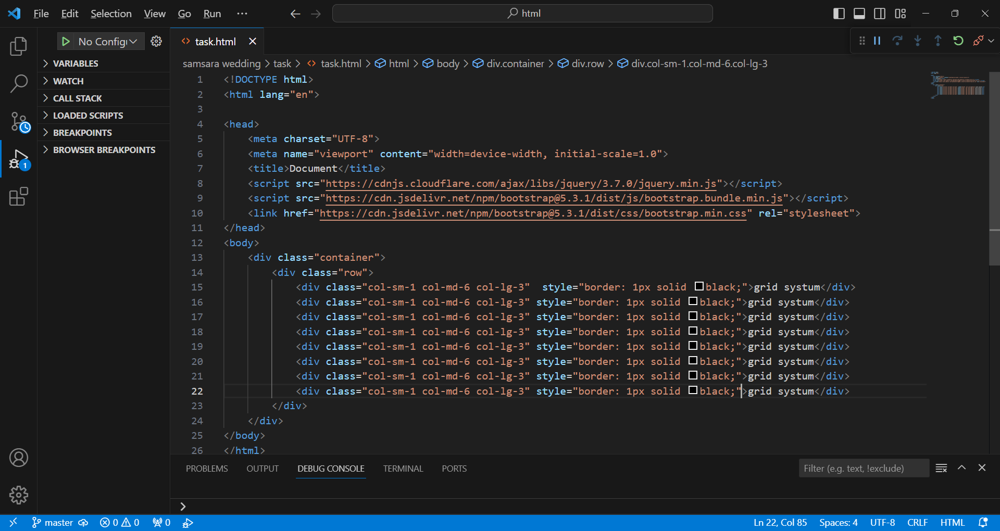 File Edit Selection View Go Run ··· html
No Config
task.html
VARIABLES
WATCH
CALL STACK
LOADED SCRIPTS
BREAKPOINTS
BROWSER BREAKPOINTS
samsara wedding > task > task.html > html > body > div.container > div.row > div.col-sm-1.col-md-6.col-lg-3
1 <!DOCTYPE html>
2 <html lang="en">
3
4 <head>
5     <meta charset="UTF-8">
6     <meta name="viewport" content="width=device-width, initial-scale=1.0">
7     <title>Document</title>
8     <script src="https://cdnjs.cloudflare.com/ajax/libs/jquery/3.7.0/jquery.min.js"></script>
9     <script src="https://cdn.jsdelivr.net/npm/bootstrap@5.3.1/dist/js/bootstrap.bundle.min.js"></script>
10     <link href="https://cdn.jsdelivr.net/npm/bootstrap@5.3.1/dist/css/bootstrap.min.css" rel="stylesheet">
11 </head>
12 <body>
13     <div class="container">
14         <div class="row">
15             <div class="col-sm-1 col-md-6 col-lg-3"  style="border: 1px solid black;">grid systum</div>
16             <div class="col-sm-1 col-md-6 col-lg-3" style="border: 1px solid black;">grid systum</div>
17             <div class="col-sm-1 col-md-6 col-lg-3" style="border: 1px solid black;">grid systum</div>
18             <div class="col-sm-1 col-md-6 col-lg-3" style="border: 1px solid black;">grid systum</div>
19             <div class="col-sm-1 col-md-6 col-lg-3" style="border: 1px solid black;">grid systum</div>
20             <div class="col-sm-1 col-md-6 col-lg-3" style="border: 1px solid black;">grid systum</div>
21             <div class="col-sm-1 col-md-6 col-lg-3" style="border: 1px solid black;">grid systum</div>
22             <div class="col-sm-1 col-md-6 col-lg-3" style="border: 1px solid black;">grid systum</div>
23         </div>
24     </div>
25 </body>
26 </html>
1
PROBLEMS OUTPUT DEBUG CONSOLE TERMINAL PORTS Filter (e.g. text, !exclude)
>
master 0 0 0 Ln 22, Col 85 Spaces: 4 UTF-8 CRLF HTML